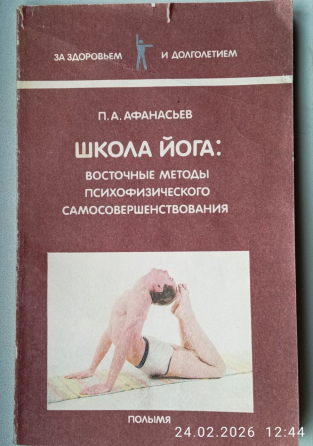 ЗА ЗДОРОВЬЕМ И ДОЛГОЛЕТИЕМ
П. А. АФАНАСЬЕВ
ШКОЛА ЙОГА:
ВОСТОЧНЫЕ МЕТОДЫ
ПСИХОФИЗИЧЕСКОГО
САМОСОВЕРШЕНСТВОВАНИЯ
ПОЛЫМЯ
24.02.2026 12:44